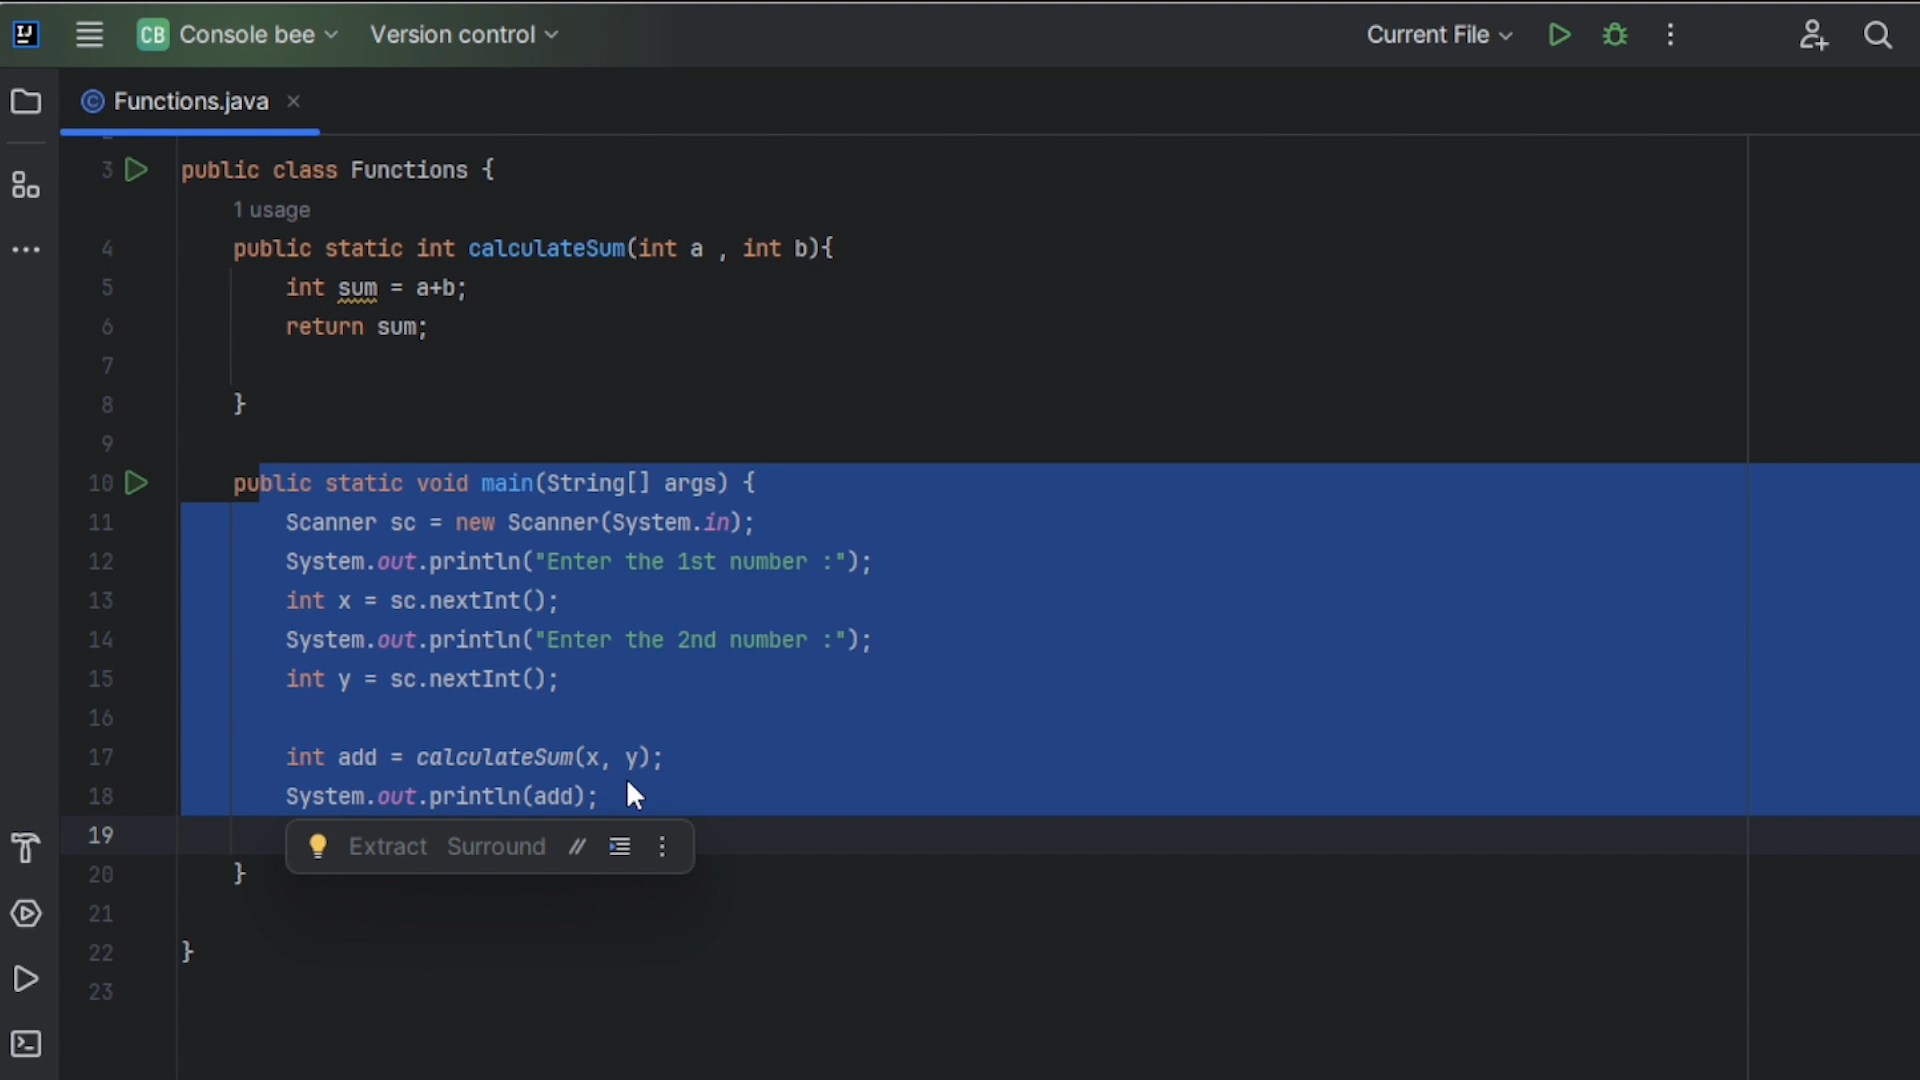 IJ
CB Console bee Version control Current File
Functions.java
3 public class Functions {
1 usage
4 public static int calculateSum(int a , int b){
5 int sum = a+b;
6 return sum;
7
8 }
9
10 public static void main(String[] args) {
11 Scanner sc = new Scanner(System.in);
12 System.out.println("Enter the 1st number :");
13 int x = sc.nextInt();
14 System.out.println("Enter the 2nd number :");
15 int y = sc.nextInt();
16
17 int add = calculateSum(x, y);
18 System.out.println(add);
19
Extract Surround //
20 }
21
22 }
23